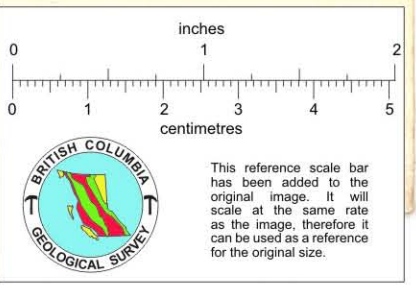 inches
0 1 2
0 1 2 3 4 5
centimetres
BRITISH COLUMBIA
GEOLOGICAL SURVEY
This reference scale bar
has been added to the
original image. It will
scale at the same rate
as the image, therefore it
can be used as a reference
for the original size.